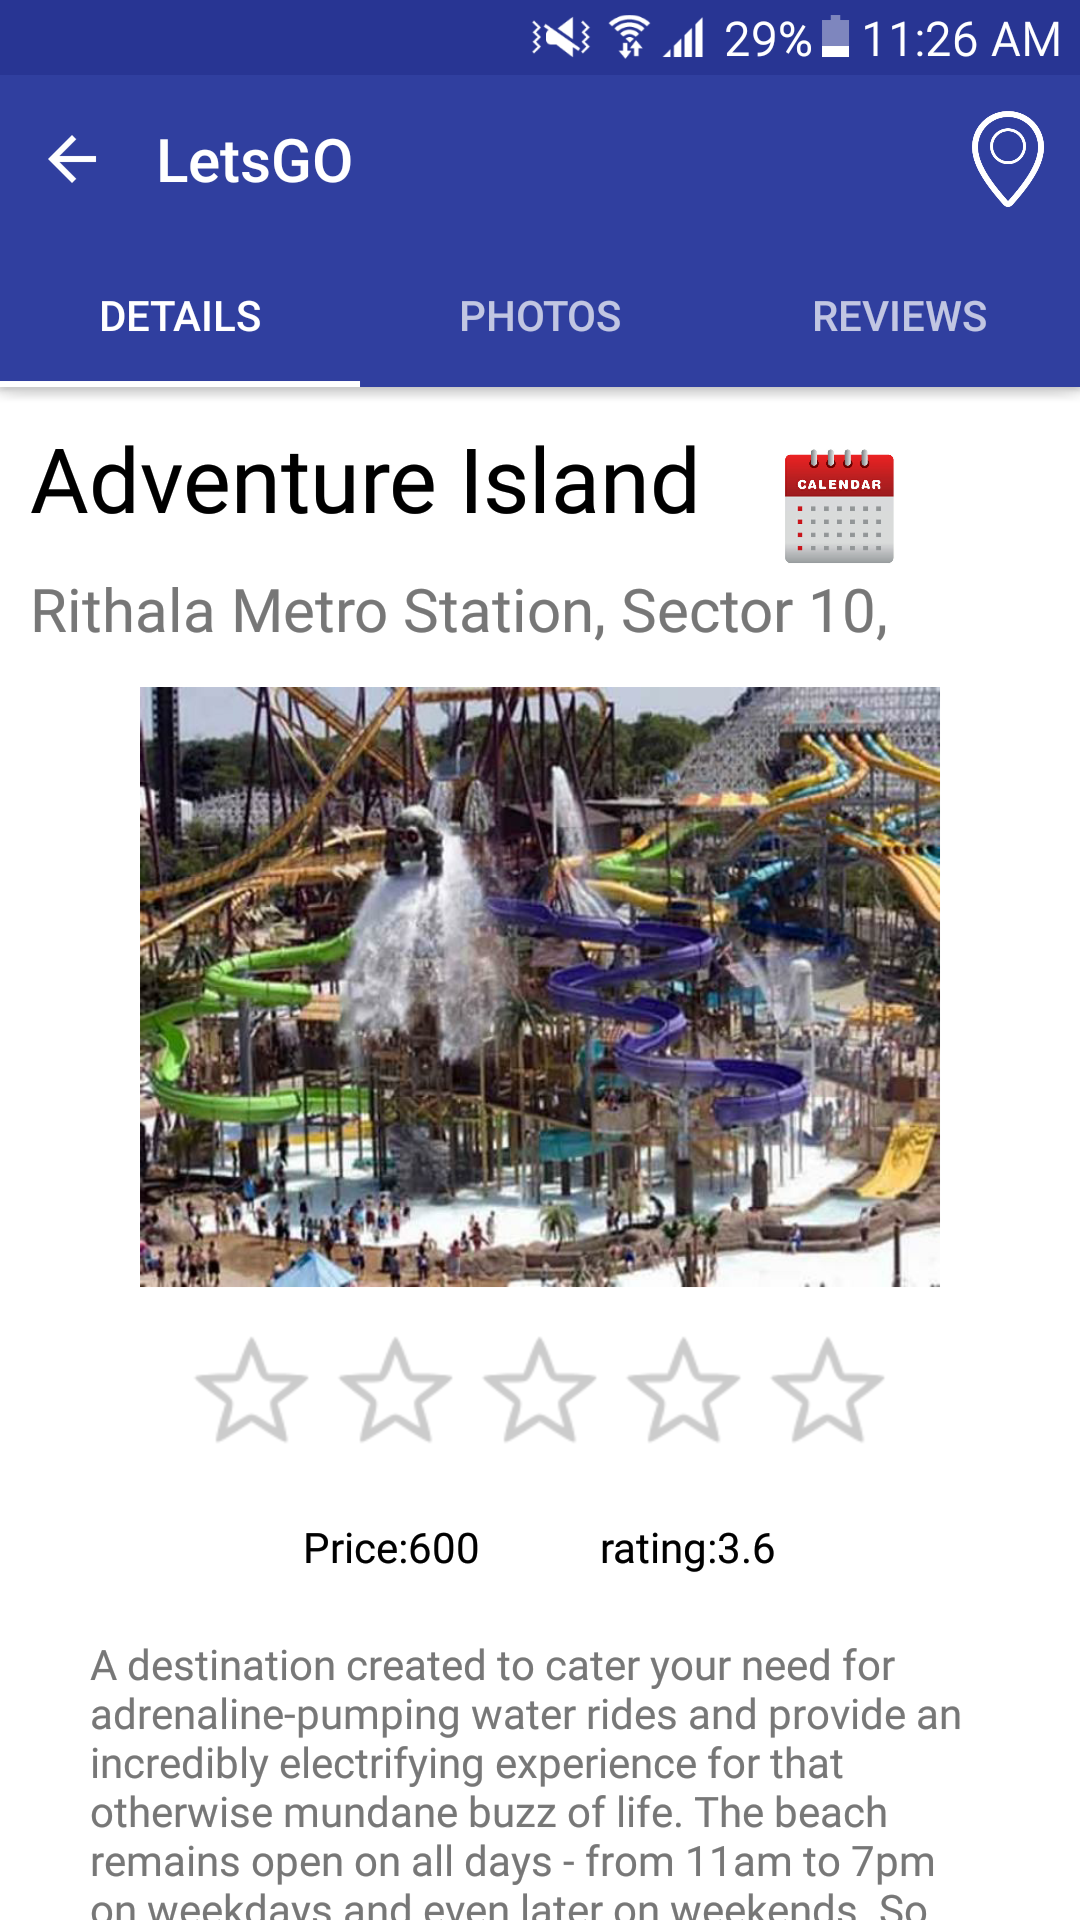 29% 11:26 AM
LetsGO
DETAILS PHOTOS REVIEWS
Adventure Island
CALENDAR
Rithala Metro Station, Sector 10,
Price:600 rating:3.6
A destination created to cater your need for
adrenaline-pumping water rides and provide an
incredibly electrifying experience for that
otherwise mundane buzz of life. The beach
remains open on all days - from 11am to 7pm
on weekdays and even later on weekends. So